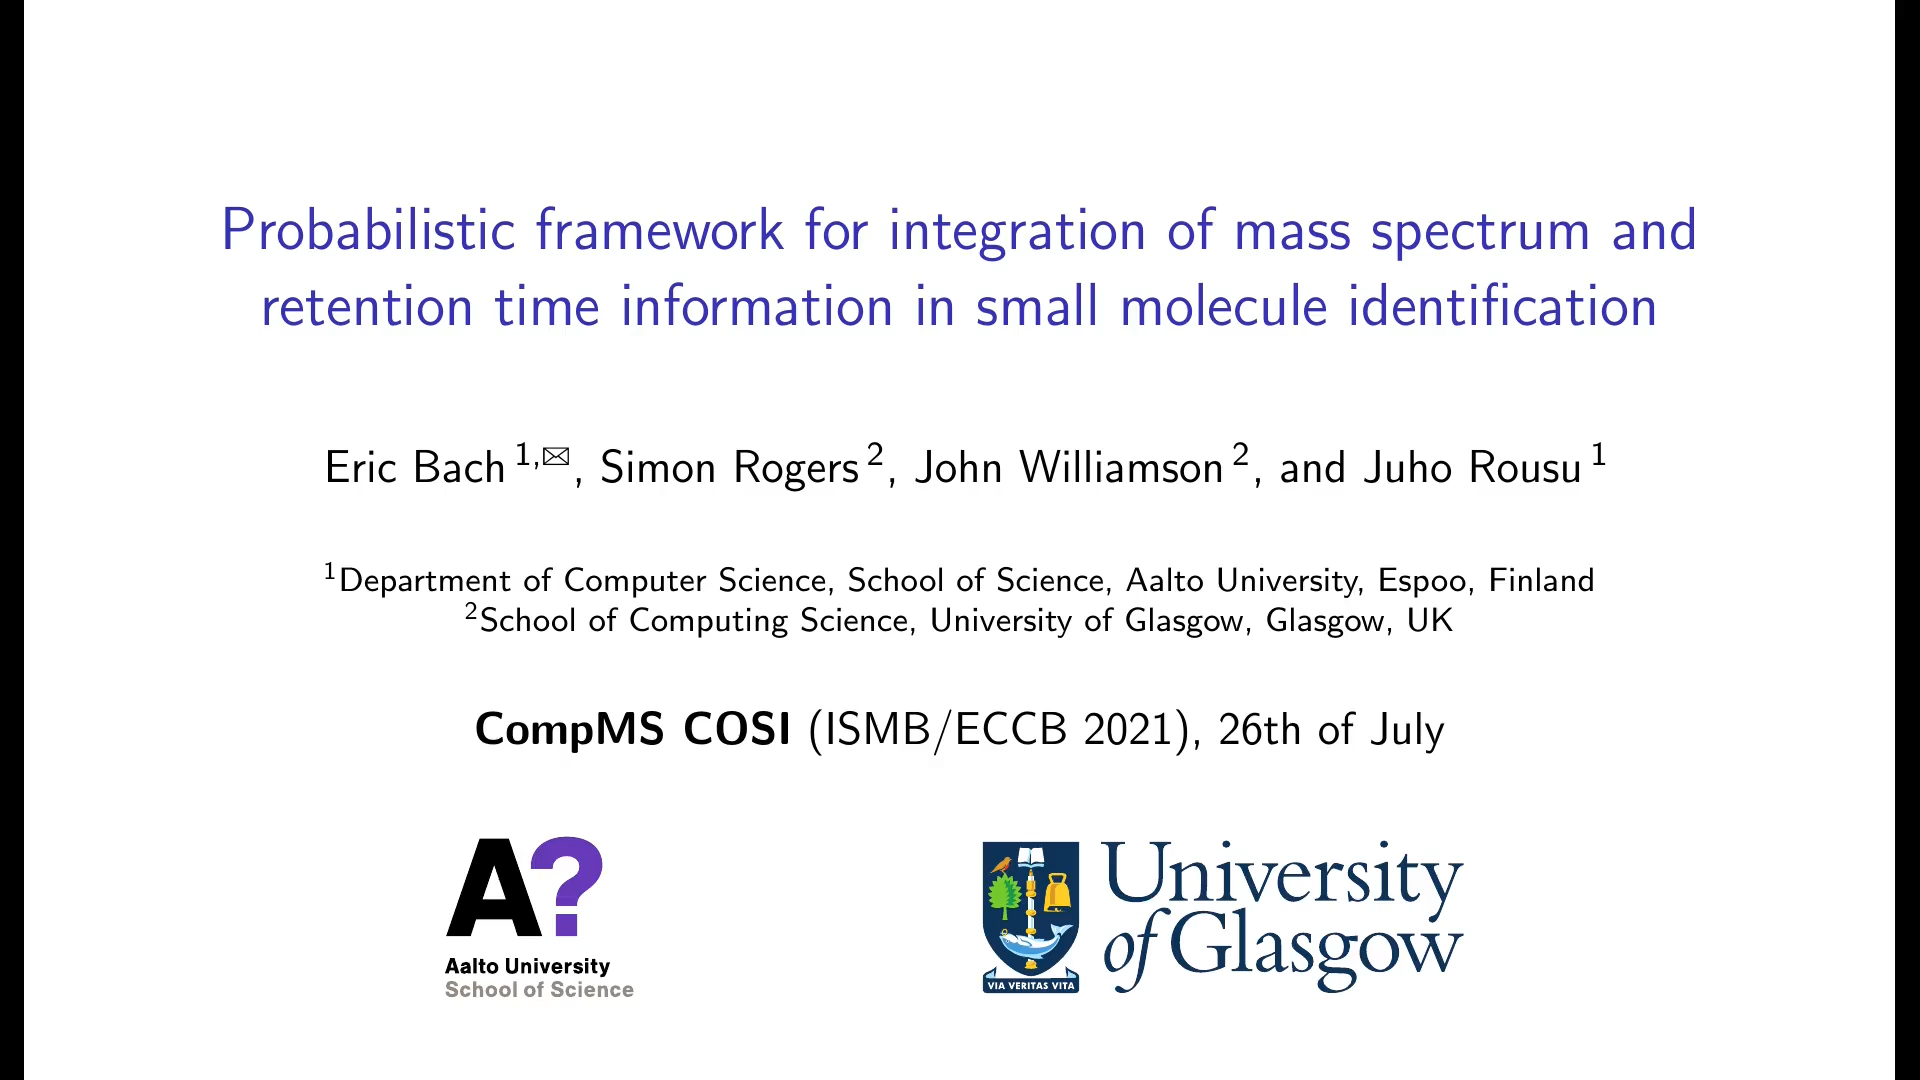 Probabilistic framework for integration of mass spectrum and
retention time information in small molecule identification
Eric Bach 1,✉, Simon Rogers 2, John Williamson 2, and Juho Rousu 1
1Department of Computer Science, School of Science, Aalto University, Espoo, Finland
2School of Computing Science, University of Glasgow, Glasgow, UK
CompMS COSI (ISMB/ECCB 2021), 26th of July
A?
Aalto University
School of Science
VIA VERITAS VITA
University
of Glasgow